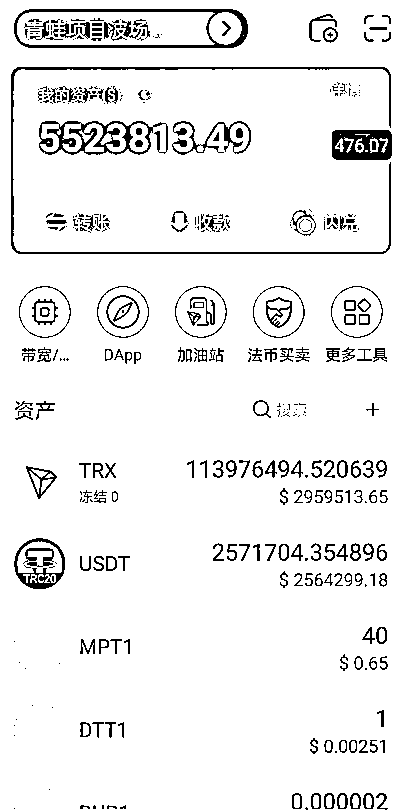 青蛙项目波场...
我的资产($)
5523813.49
476.07
转账 收款 闪兑
带宽/... DApp 加油站 法币买卖 更多工具
资产 搜索 +
TRX 113976494.520639
冻结 0 $ 2959513.65
TRC20
USDT 2571704.354896
$ 2564299.18
MPT1 40
$ 0.65
DTT1 1
$ 0.00251
0.000002